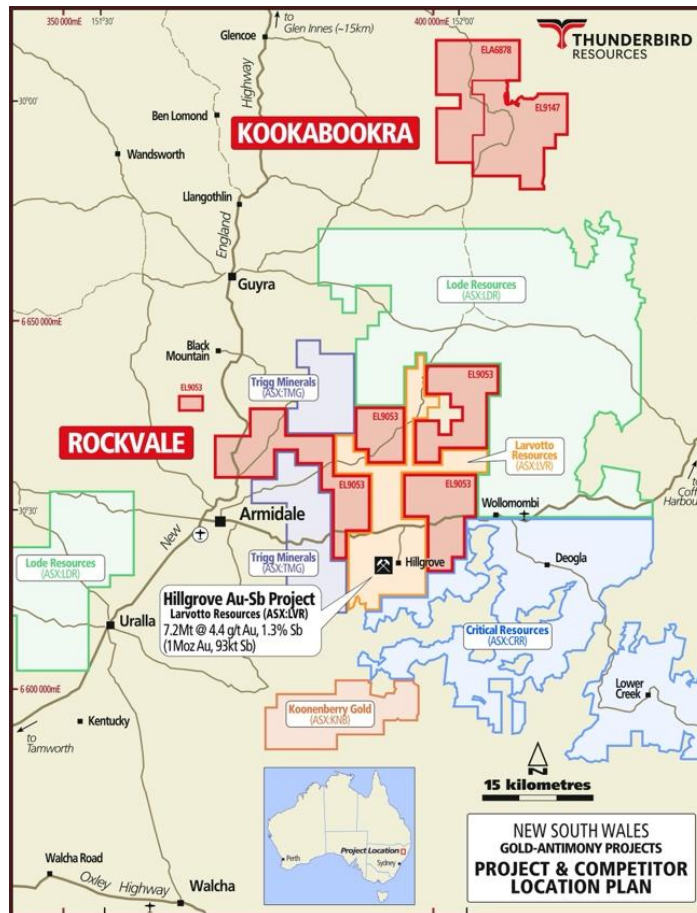 350 000mE
151°30'
to
Glen Innes (~15km)
400 000mE
152°00'
THUNDERBIRD
RESOURCES
Glencoe
Highway
ELA6878
30°00'
Ben Lomond
EL9147
KOOKABOOKRA
Wandsworth
Llangothlin
England
Guyra
Lode Resources
(ASX:LDR)
6 650 000mE
Black
Mountain
Trigg Minerals
(ASX:TMG)
EL9053
EL9053
EL9053
ROCKVALE
Larvotto
Resources
(ASX:LVR)
EL9053
EL9053
to
Coffs
Harbour
30°30'
Wollomombi
Armidale
New
Lode Resources
(ASX:LDR)
Trigg Minerals
(ASX:TMG)
Hillgrove
Deogla
Hillgrove Au-Sb Project
Larvotto Resources (ASX:LVR)
7.2Mt @ 4.4 g/t Au, 1.3% Sb
(1Moz Au, 93kt Sb)
Uralla
Critical Resources
(ASX:CRR)
Lower
Creek
6 600 000mE
Koonenberry Gold
(ASX:KNB)
Kentucky
to
Tamworth
N
15 kilometres
Project Location
Perth
Sydney
NEW SOUTH WALES
GOLD-ANTIMONY PROJECTS
PROJECT & COMPETITOR
LOCATION PLAN
Walcha Road
Oxley Highway
Walcha